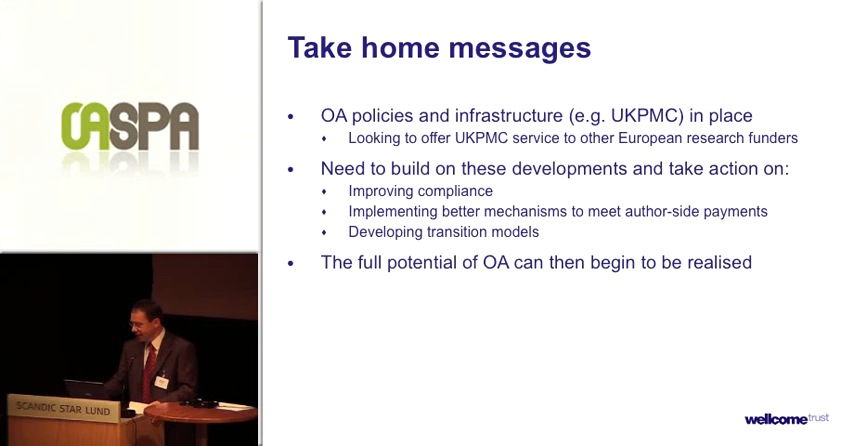 OASPA
SCANDIC STAR LUND
Take home messages
• OA policies and infrastructure (e.g. UKPMC) in place
♦ Looking to offer UKPMC service to other European research funders
• Need to build on these developments and take action on:
♦ Improving compliance
♦ Implementing better mechanisms to meet author-side payments
♦ Developing transition models
• The full potential of OA can then begin to be realised
wellcometrust